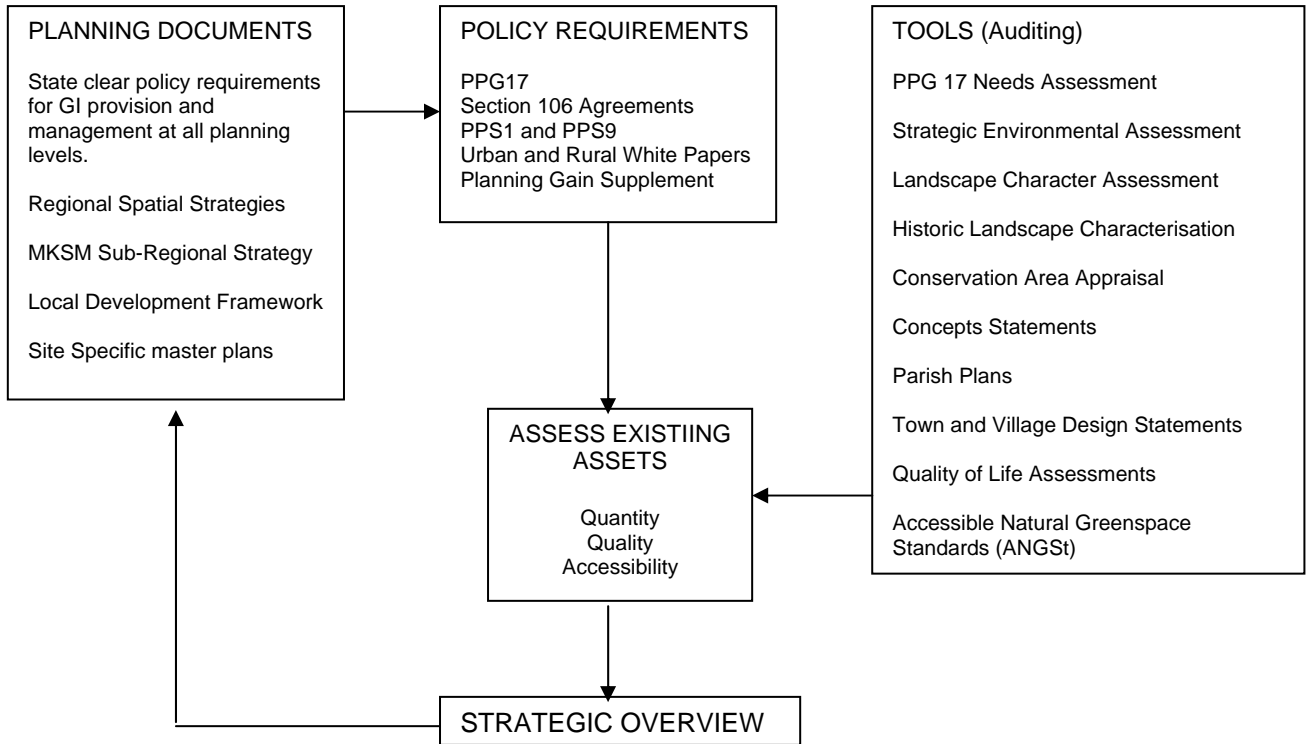 PLANNING DOCUMENTS
State clear policy requirements
for GI provision and
management at all planning
levels.
Regional Spatial Strategies
MKSM Sub-Regional Strategy
Local Development Framework
Site Specific master plans
POLICY REQUIREMENTS
PPG17
Section 106 Agreements
PPS1 and PPS9
Urban and Rural White Papers
Planning Gain Supplement
TOOLS (Auditing)
PPG 17 Needs Assessment
Strategic Environmental Assessment
Landscape Character Assessment
Historic Landscape Characterisation
Conservation Area Appraisal
Concepts Statements
Parish Plans
Town and Village Design Statements
Quality of Life Assessments
Accessible Natural Greenspace
Standards (ANGSt)
ASSESS EXISTIING
ASSETS
Quantity
Quality
Accessibility
STRATEGIC OVERVIEW